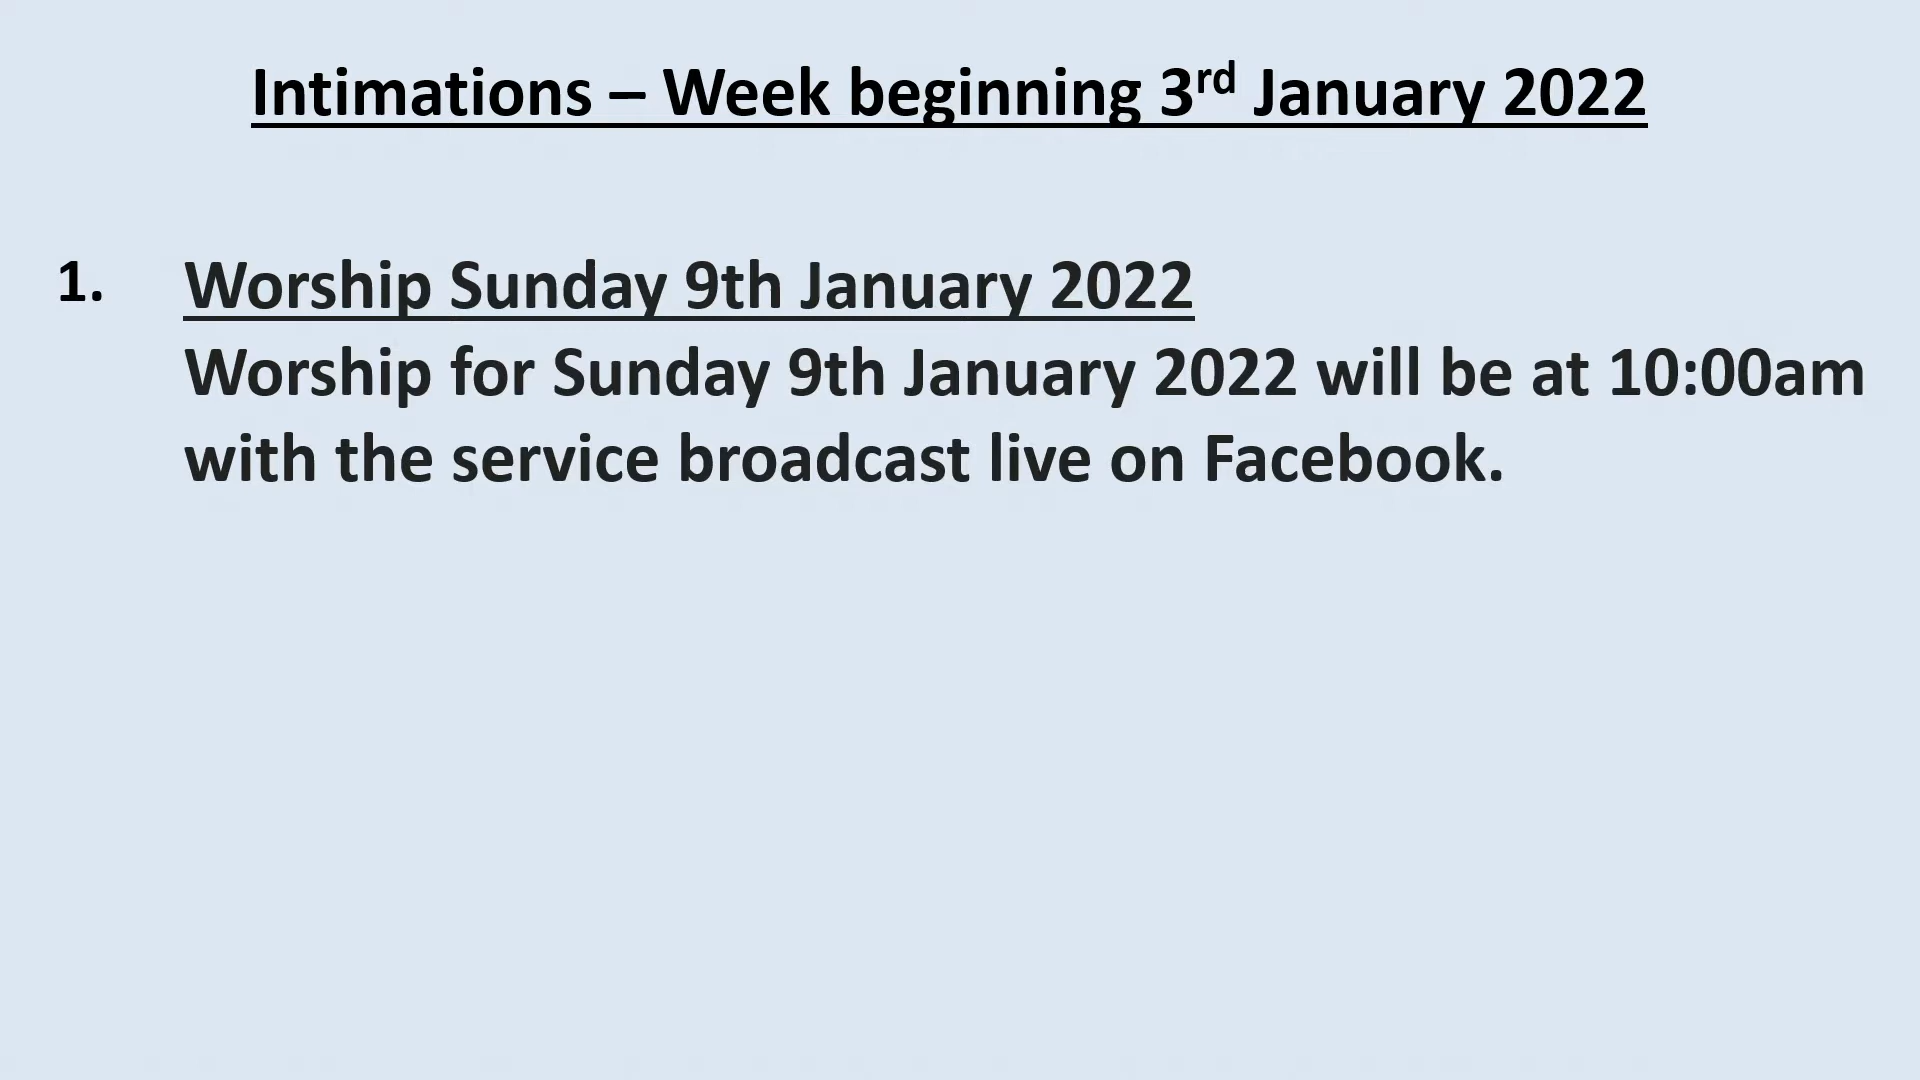 Intimations – Week beginning 3rd January 2022
1. Worship Sunday 9th January 2022
Worship for Sunday 9th January 2022 will be at 10:00am
with the service broadcast live on Facebook.